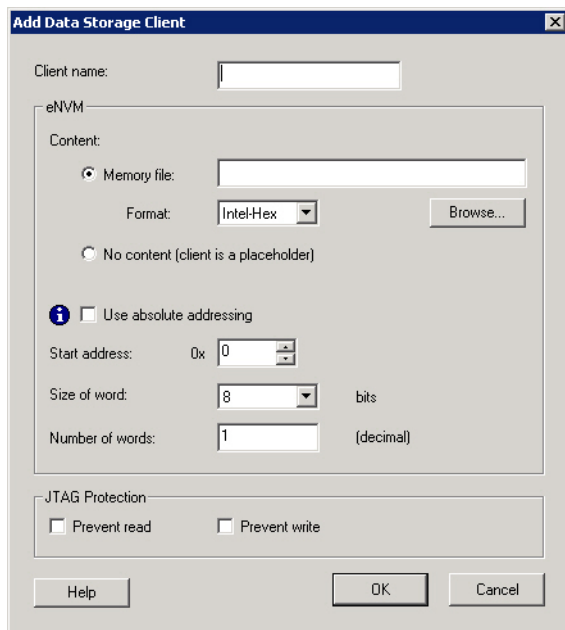 Add Data Storage Client
Client name:
eNVM
Content:
Memory file:
Format: Intel-Hex Browse...
No content (client is a placeholder)
Use absolute addressing
Start address: 0x 0
Size of word: 8 bits
Number of words: 1 (decimal)
JTAG Protection
Prevent read Prevent write
Help OK Cancel